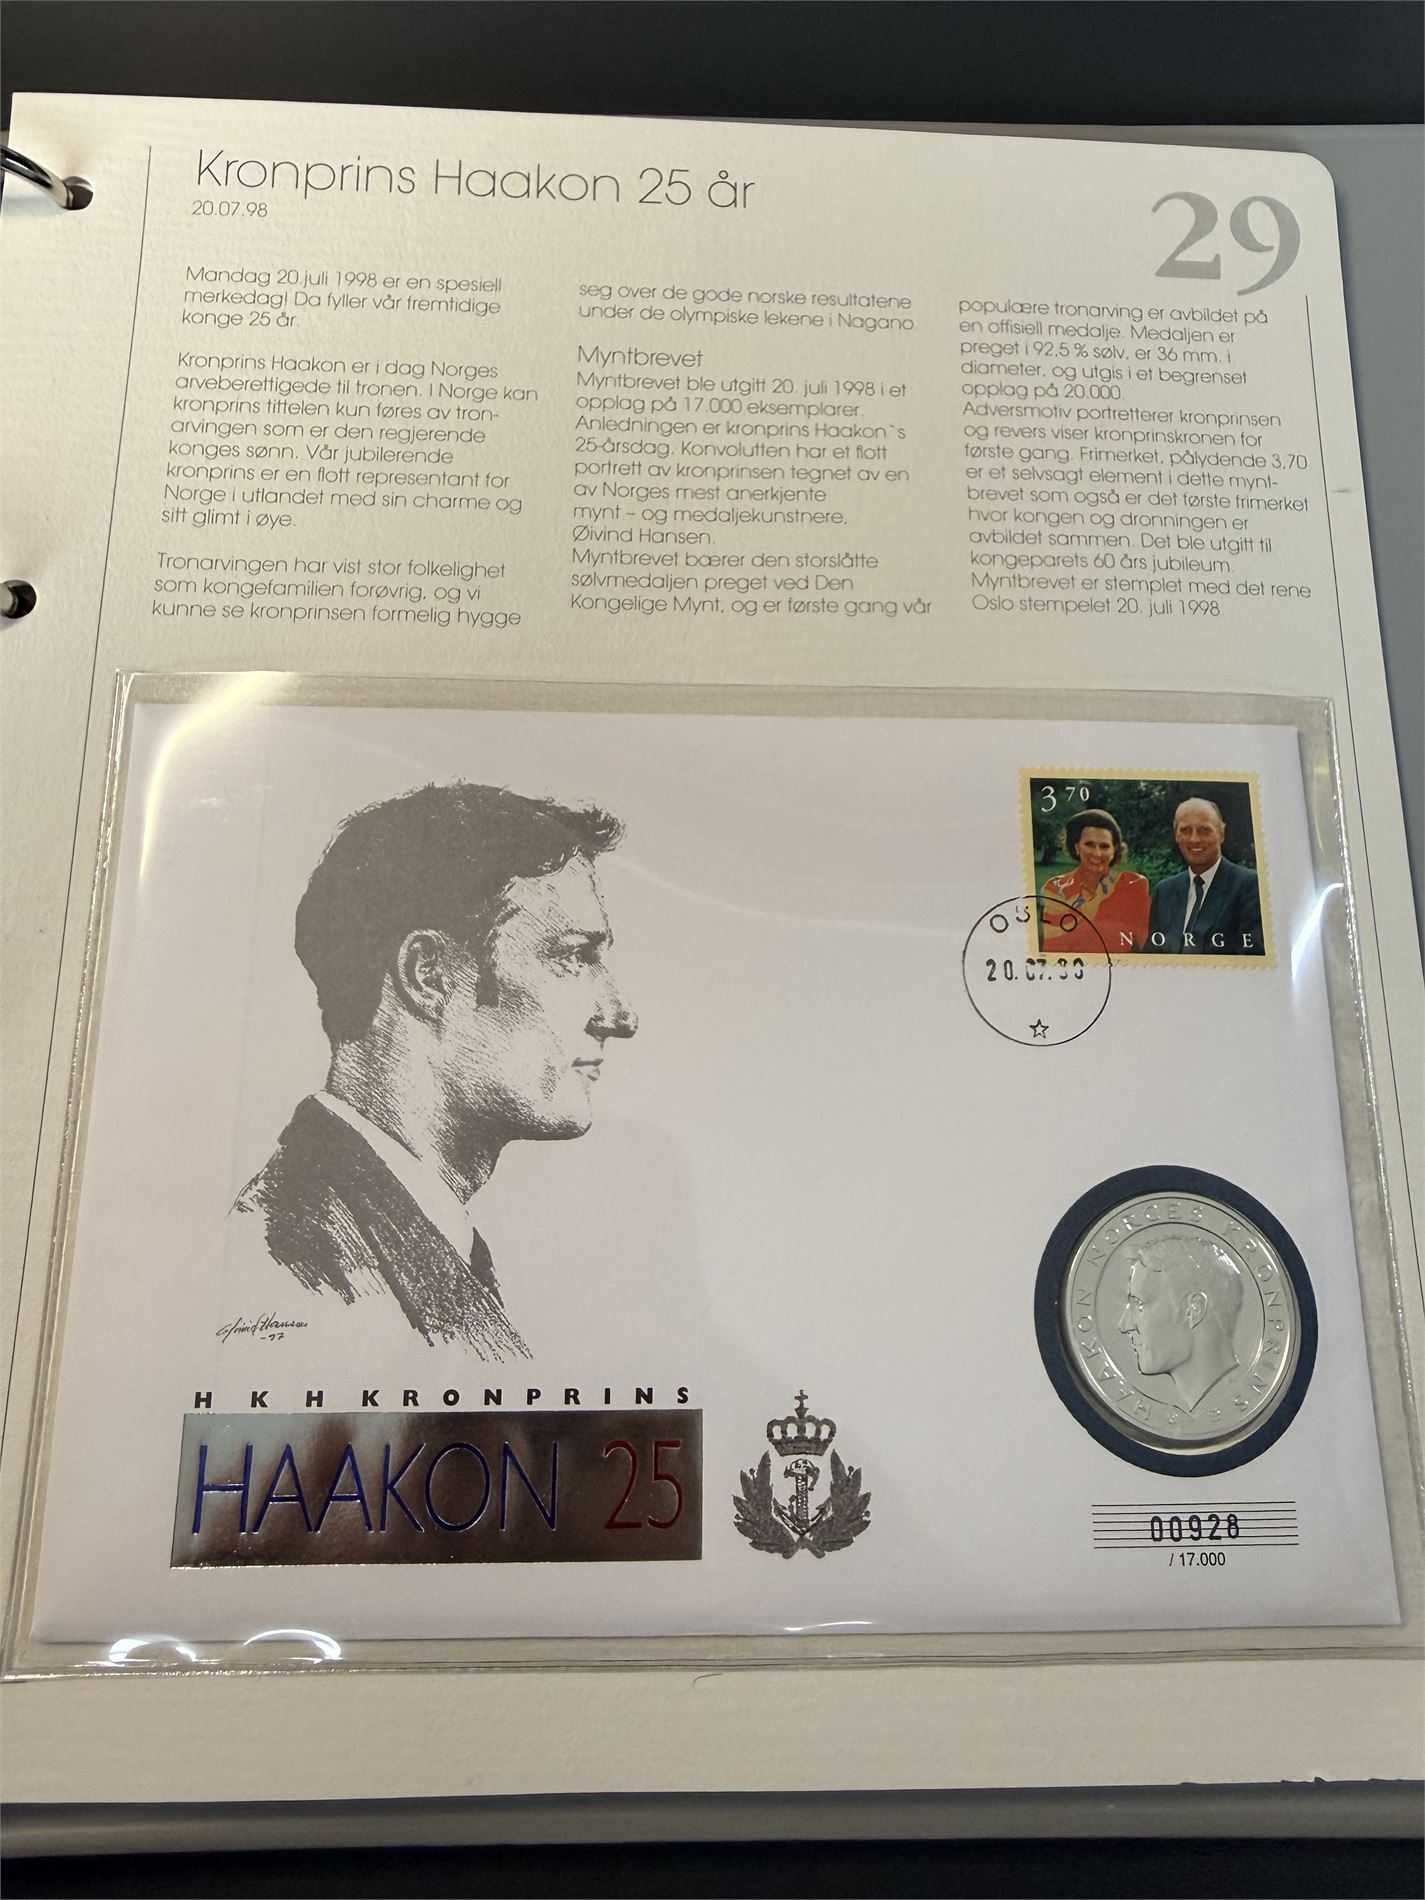 Kronprins Haakon 25 år
20.07.98
29
Mandag 20.juli 1998 er en spesiell
merkedag! Da fyller vår fremtidige
konge 25 år.
Kronprins Haakon er i dag Norges
arveberettigede til tronen. I Norge kan
kronprins tittelen kun føres av tron-
arvingen som er den regjerende
konges sønn. Vår jubilerende
kronprins er en flott representant for
Norge i utlandet med sin charme og
sitt glimt i øye.
Tronarvingen har vist stor folkelighet
som kongefamilien forøvrig, og vi
kunne se kronprinsen formelig hygge
seg over de gode norske resultatene
under de olympiske lekene i Nagano.
Myntbrevet
Myntbrevet ble utgitt 20. juli 1998 i et
opplag på 17.000 eksemplarer.
Anledningen er kronprins Haakon`s
25-årsdag. Konvolutten har et flott
portrett av kronprinsen tegnet av en
av Norges mest anerkjente
mynt – og medaljekunstnere,
Øivind Hansen.
Myntbrevet bærer den storslåtte
sølvmedaljen preget ved Den
Kongelige Mynt, og er første gang vår
populære tronarving er avbildet på
en offisiell medalje. Medaljen er
preget i 92,5 % sølv, er 36 mm. i
diameter, og utgis i et begrenset
opplag på 20.000.
Adversmotiv portretterer kronprinsen
og revers viser kronprinskronen for
første gang. Frimerket, pålydende 3,70
er et selvsagt element i dette mynt-
brevet som også er det første frimerket
hvor kongen og dronningen er
avbildet sammen. Det ble utgitt til
kongeparets 60 års jubileum.
Myntbrevet er stemplet med det rene
Oslo stempelet 20. juli 1998.
3 70
NORGE
OSLO
HAAKON NORGES KRONPRINS
-97
HKH KRONPRINS
HAAKON 25
00928
/ 17.000